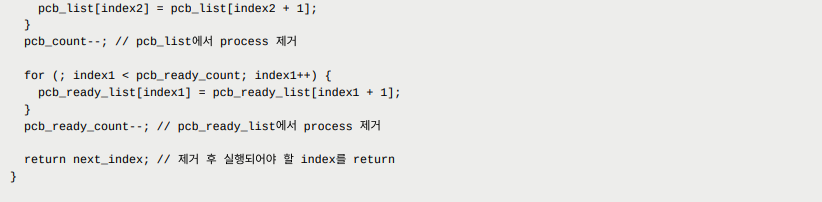 pcb_list[index2] = pcb_list[index2 + 1];
}
pcb_count--; // pcb_list에서 process 제거
for (; index1 < pcb_ready_count; index1++) {
pcb_ready_list[index1] = pcb_ready_list[index1 + 1];
}
pcb_ready_count--; // pcb_ready_list에서 process 제거
return next_index; // 제거 후 실행되어야 할 index를 return
}